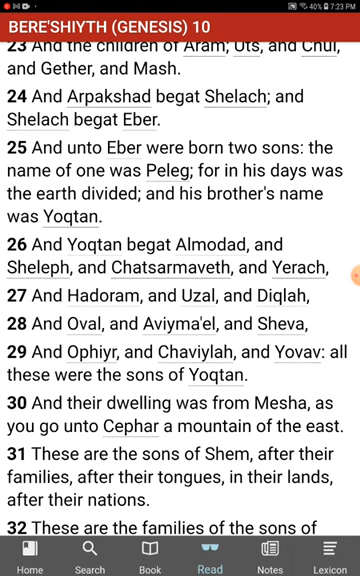 40% 7:23 PM
BERE'SHIYTH (GENESIS) 10
23 And the children of Aram; Uts, and Chul,
and Gether, and Mash.
24 And Arpakshad begat Shelach; and
Shelach begat Eber.
25 And unto Eber were born two sons: the
name of one was Peleg; for in his days was
the earth divided; and his brother's name
was Yoqtan.
26 And Yoqtan begat Almodad, and
Sheleph, and Chatsarmaveth, and Yerach,
27 And Hadoram, and Uzal, and Diqlah,
28 And Oval, and Aviyma'el, and Sheva,
29 And Ophiyr, and Chaviylah, and Yovav: all
these were the sons of Yoqtan.
30 And their dwelling was from Mesha, as
you go unto Cephar a mountain of the east.
31 These are the sons of Shem, after their
families, after their tongues, in their lands,
after their nations.
32 These are the families of the sons of
Home Search Book Read Notes Lexicon